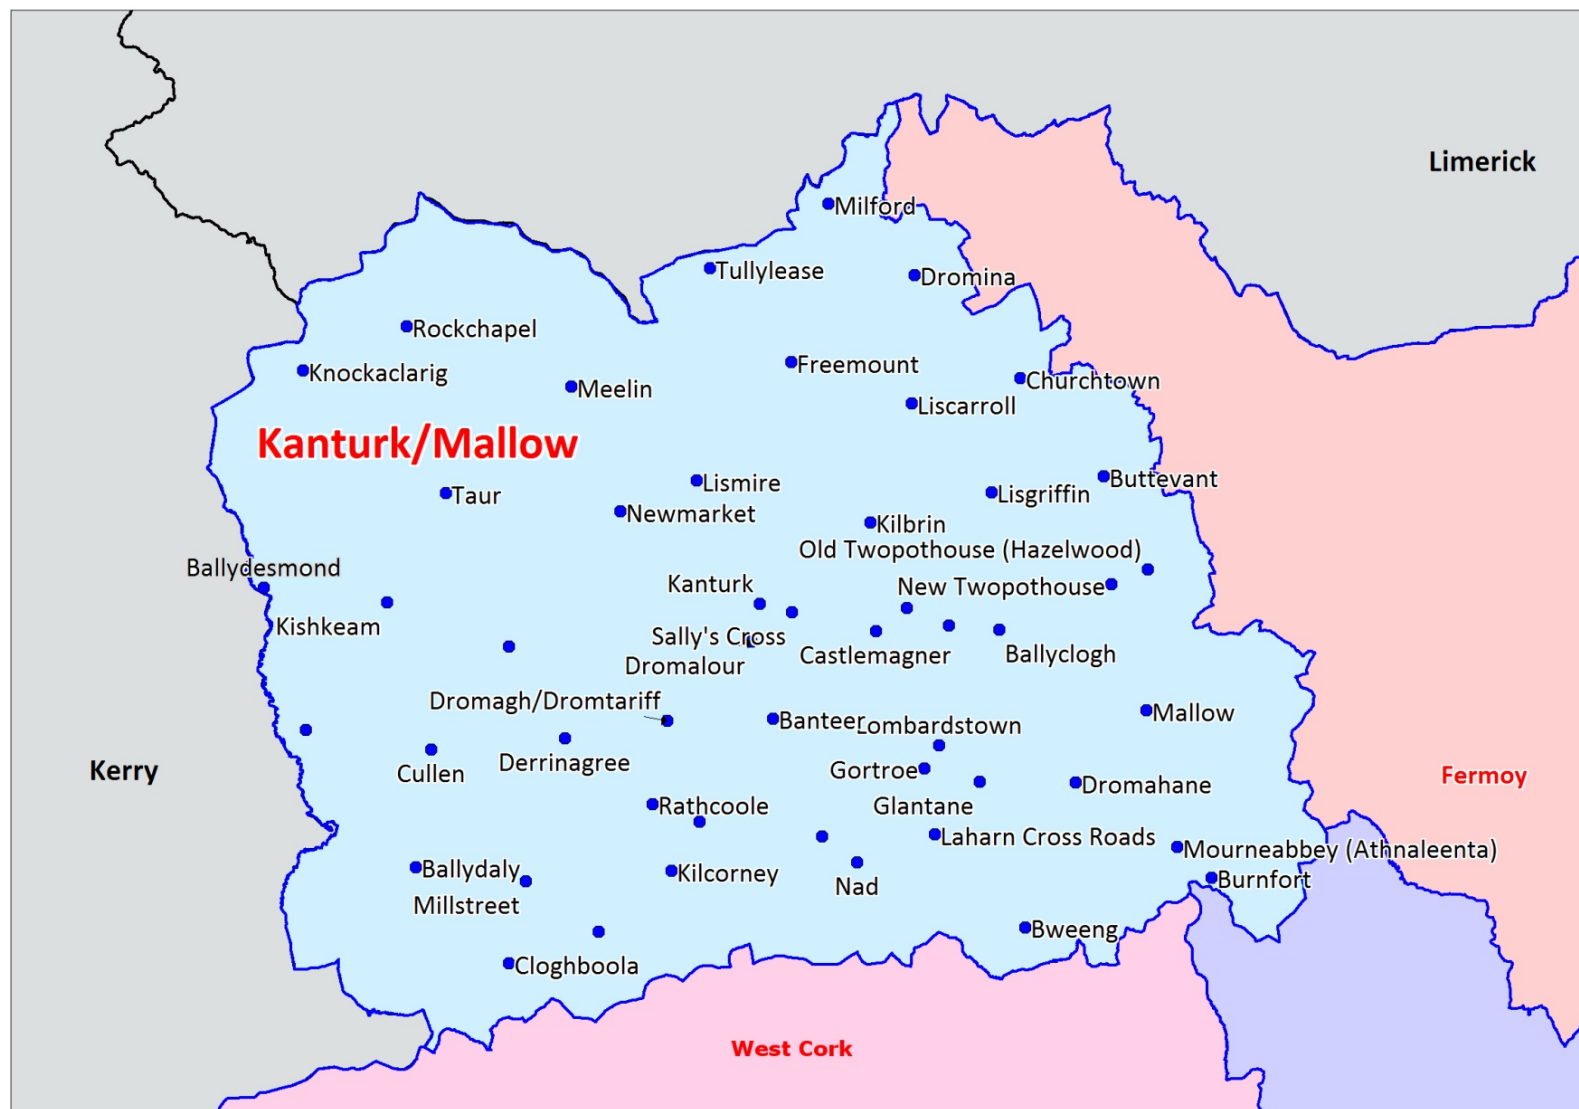 Limerick
Milford
Tullylease
Dromina
Rockchapel
Knockaclarig
Freemount
Meelin
Churchtown
Liscarroll
Kanturk/Mallow
Lismire
Buttevant
Taur
Lisgriffin
Newmarket
Kilbrin
Old Twopothouse (Hazelwood)
Ballydesmond
Kanturk
New Twopothouse
Kishkeam
Sally's Cross
Castlemagner
Ballyclogh
Dromalour
Dromagh/Dromtariff
Banteer
Lombardstown
Mallow
Derrinagree
Cullen
Kerry
Gortroe
Fermoy
Dromahane
Rathcoole
Glantane
Laharn Cross Roads
Mourneabbey (Athnaleenta)
Ballydaly
Kilcorney
Nad
Burnfort
Millstreet
Bweeng
Cloghboola
West Cork